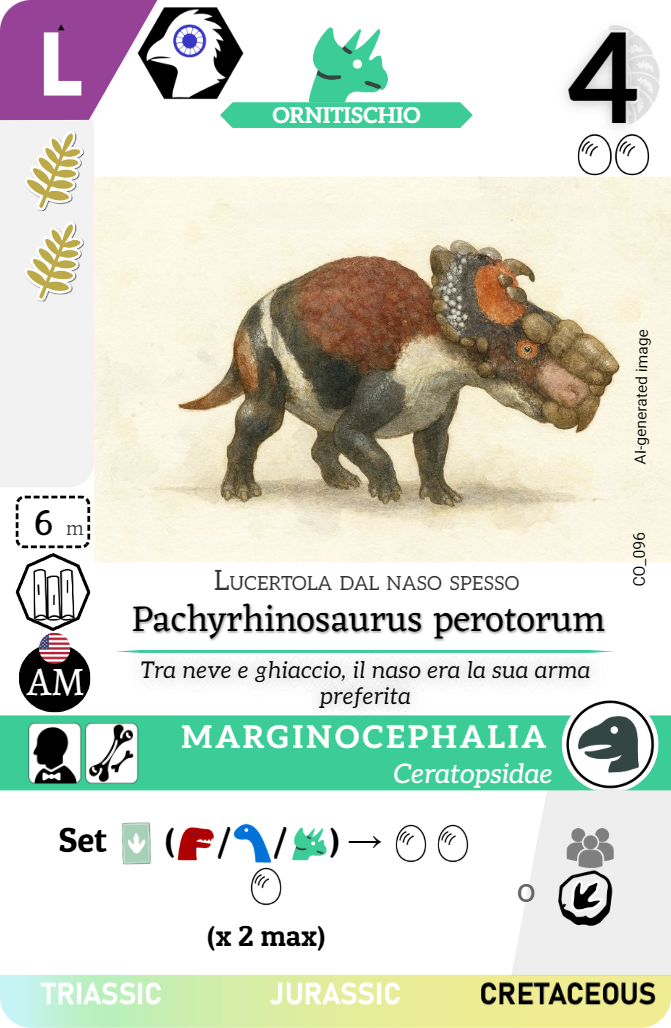 L
ORNITISCHIO
4
AI-generated image
CO_096
6 m
AM
Lucertola dal naso spesso
Pachyrhinosaurus perotorum
Tra neve e ghiaccio, il naso era la sua arma
preferita
MARGINOCEPHALIA
Ceratopsidae
Set ( / / ) →
o
(x 2 max)
TRIASSIC JURASSIC CRETACEOUS